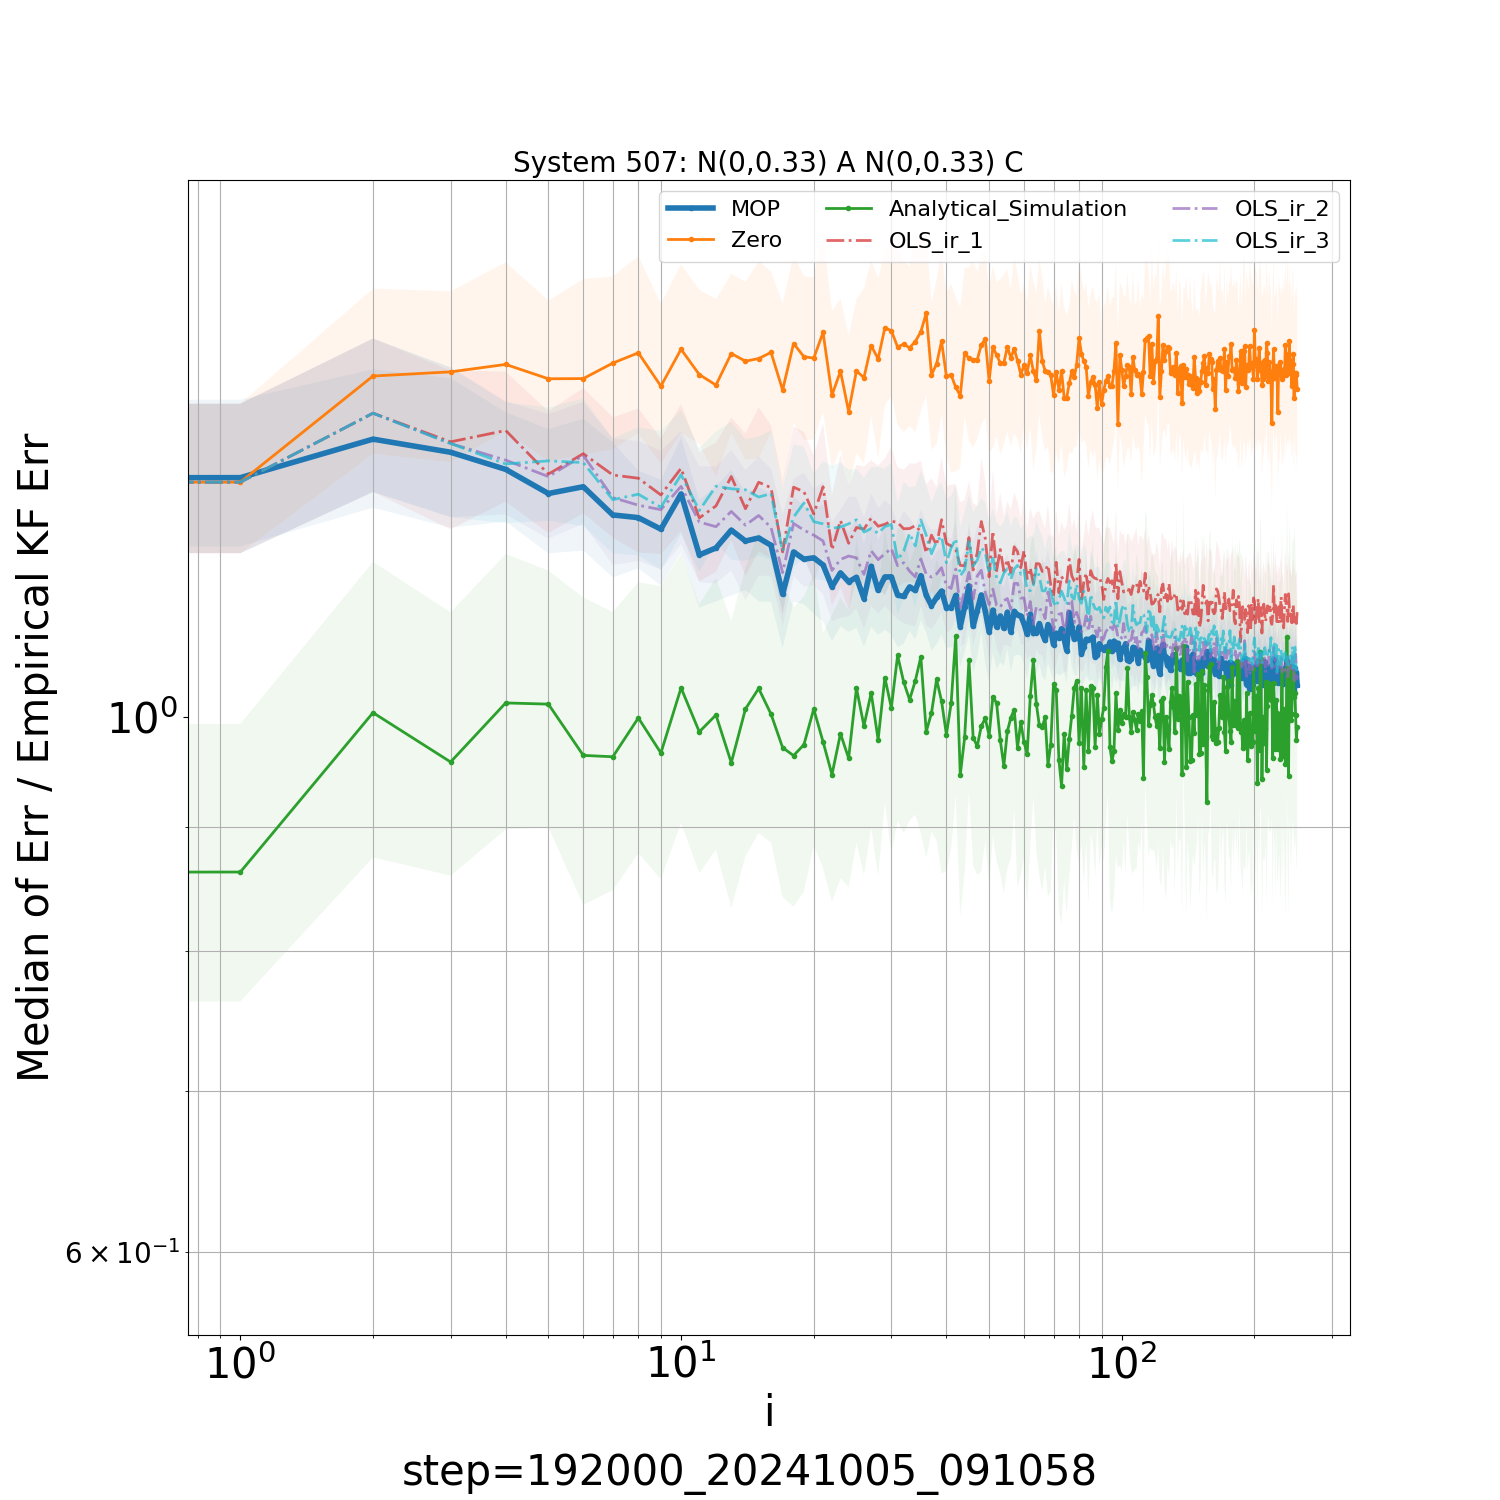 System 507: N(0,0.33) A N(0,0.33) C
MOP
Zero
Analytical_Simulation
OLS_ir_1
OLS_ir_2
OLS_ir_3
Median of Err / Empirical KF Err
10⁰
6 × 10⁻¹
10⁰ 10¹ 10²
i
step=192000_20241005_091058